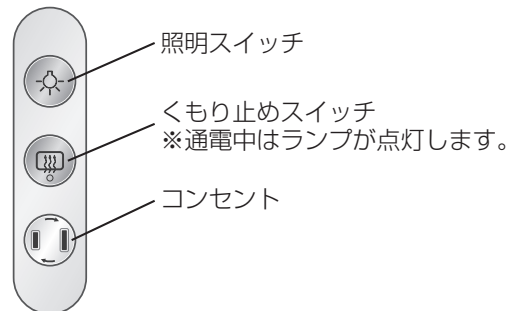 照明スイッチ
くもり止めスイッチ
※通電中はランプが点灯します。
コンセント